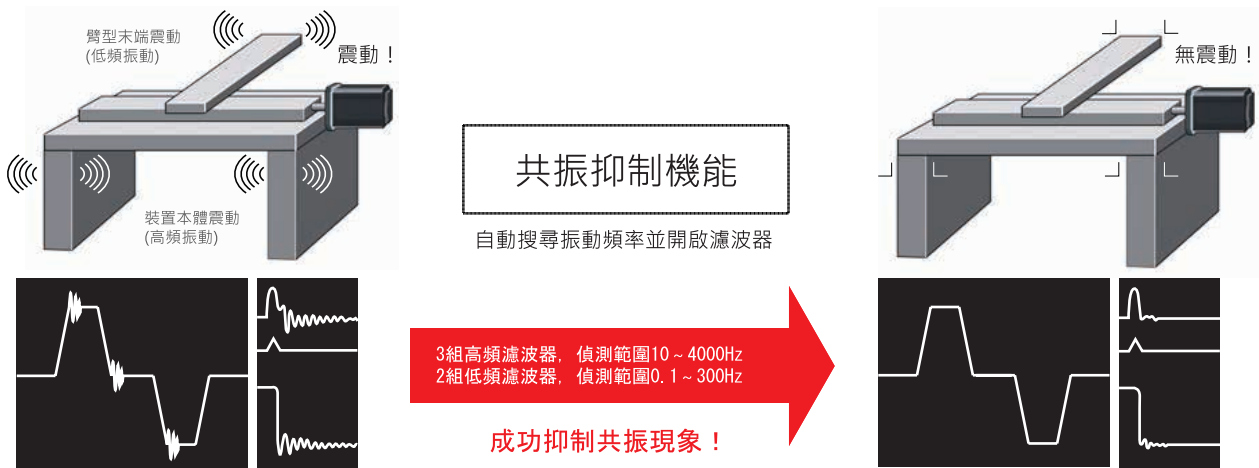 臂型末端震動
(低頻振動)
震動！
裝置本體震動
(高頻振動)
共振抑制機能
自動搜尋振動頻率並開啟濾波器
3組高頻濾波器, 偵測範圍10～4000Hz
2組低頻濾波器, 偵測範圍0.1～300Hz
成功抑制共振現象！
無震動！